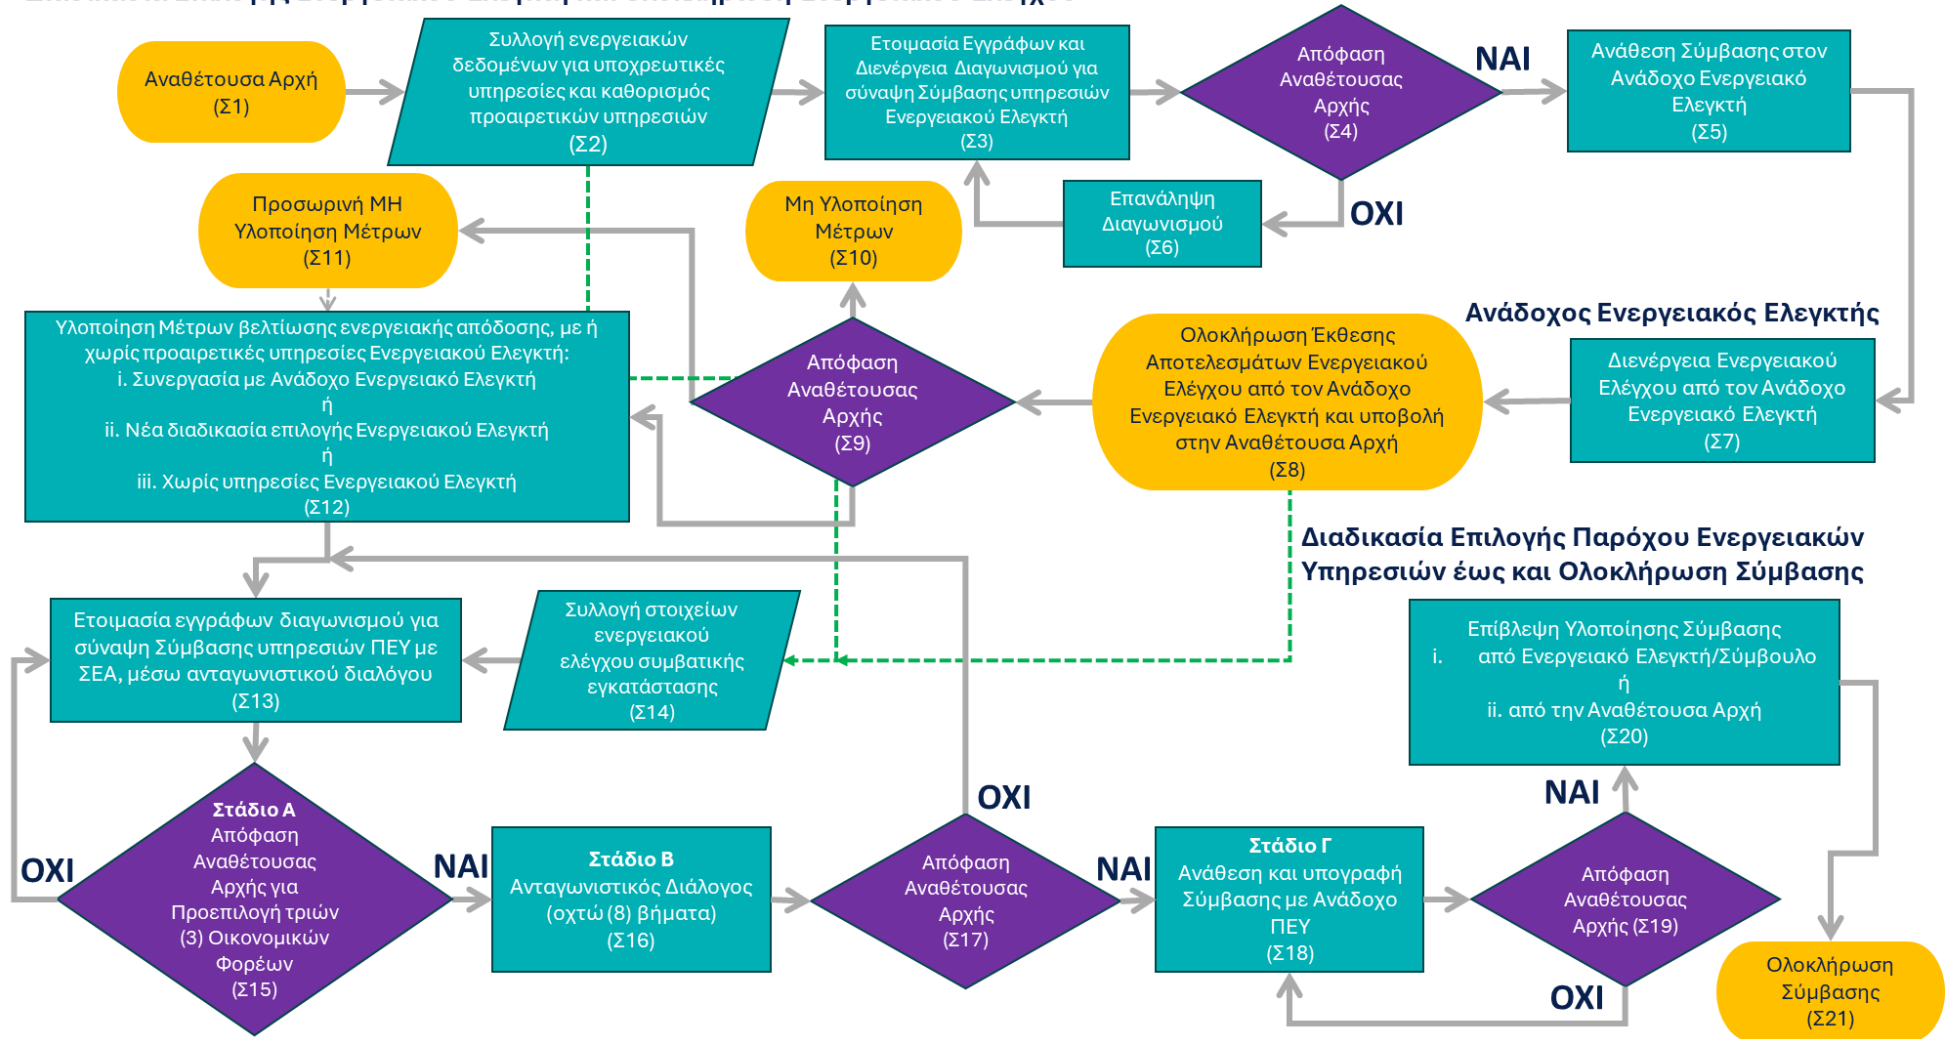 Αναθέτουσα Αρχή
(Σ1)
Συλλογή ενεργειακών
δεδομένων για υποχρεωτικές
υπηρεσίες και καθορισμός
προαιρετικών υπηρεσιών
(Σ2)
Ετοιμασία Εγγράφων και
Διενέργεια Διαγωνισμού για
σύναψη Σύμβασης υπηρεσιών
Ενεργειακού Ελεγκτή
(Σ3)
Απόφαση
Αναθέτουσας
Αρχής
(Σ4)
ΝΑΙ
Ανάθεση Σύμβασης στον
Ανάδοχο Ενεργειακό
Ελεγκτή
(Σ5)
ΟΧΙ
Επανάληψη
Διαγωνισμού
(Σ6)
Προσωρινή ΜΗ
Υλοποίηση Μέτρων
(Σ11)
Μη Υλοποίηση
Μέτρων
(Σ10)
Ανάδοχος Ενεργειακός Ελεγκτής
Διενέργεια Ενεργειακού
Ελέγχου από τον Ανάδοχο
Ενεργειακό Ελεγκτή
(Σ7)
Ολοκλήρωση Έκθεσης
Αποτελεσμάτων Ενεργειακού
Ελέγχου από τον Ανάδοχο
Ενεργειακό Ελεγκτή και υποβολή
στην Αναθέτουσα Αρχή
(Σ8)
Απόφαση
Αναθέτουσας
Αρχής
(Σ9)
Υλοποίηση Μέτρων βελτίωσης ενεργειακής απόδοσης, με ή
χωρίς προαιρετικές υπηρεσίες Ενεργειακού Ελεγκτή:
i. Συνεργασία με Ανάδοχο Ενεργειακό Ελεγκτή
ή
ii. Νέα διαδικασία επιλογής Ενεργειακού Ελεγκτή
ή
iii. Χωρίς υπηρεσίες Ενεργειακού Ελεγκτή
(Σ12)
Διαδικασία Επιλογής Παρόχου Ενεργειακών
Υπηρεσιών έως και Ολοκλήρωση Σύμβασης
Ετοιμασία εγγράφων διαγωνισμού για
σύναψη Σύμβασης υπηρεσιών ΠΕΥ με
ΣΕΑ, μέσω ανταγωνιστικού διαλόγου
(Σ13)
Συλλογή στοιχείων
ενεργειακού
ελέγχου συμβατικής
εγκατάστασης
(Σ14)
Επίβλεψη Υλοποίησης Σύμβασης
i. από Ενεργειακό Ελεγκτή/Σύμβουλο
ή
ii. από την Αναθέτουσα Αρχή
(Σ20)
Στάδιο Α
Απόφαση
Αναθέτουσας
Αρχής για
Προεπιλογή τριών
(3) Οικονομικών
Φορέων
(Σ15)
ΟΧΙ
ΝΑΙ
Στάδιο Β
Ανταγωνιστικός Διάλογος
(οχτώ (8) βήματα)
(Σ16)
Απόφαση
Αναθέτουσας
Αρχής
(Σ17)
ΟΧΙ
ΝΑΙ
Στάδιο Γ
Ανάθεση και υπογραφή
Σύμβασης με Ανάδοχο
ΠΕΥ
(Σ18)
Απόφαση
Αναθέτουσας
Αρχής (Σ19)
ΝΑΙ
ΟΧΙ
Ολοκλήρωση
Σύμβασης
(Σ21)